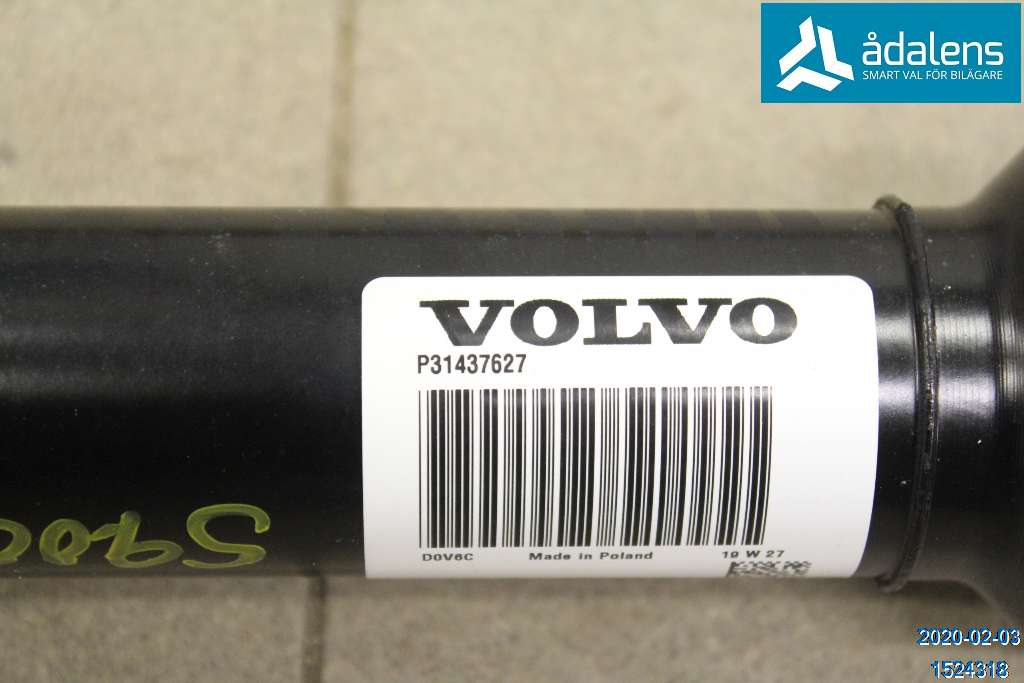 ådalens
SMART VAL FÖR BILÄGARE
VOLVO
P31437627
D0V6C Made in Poland 19 W 27
2020-02-03
1524318